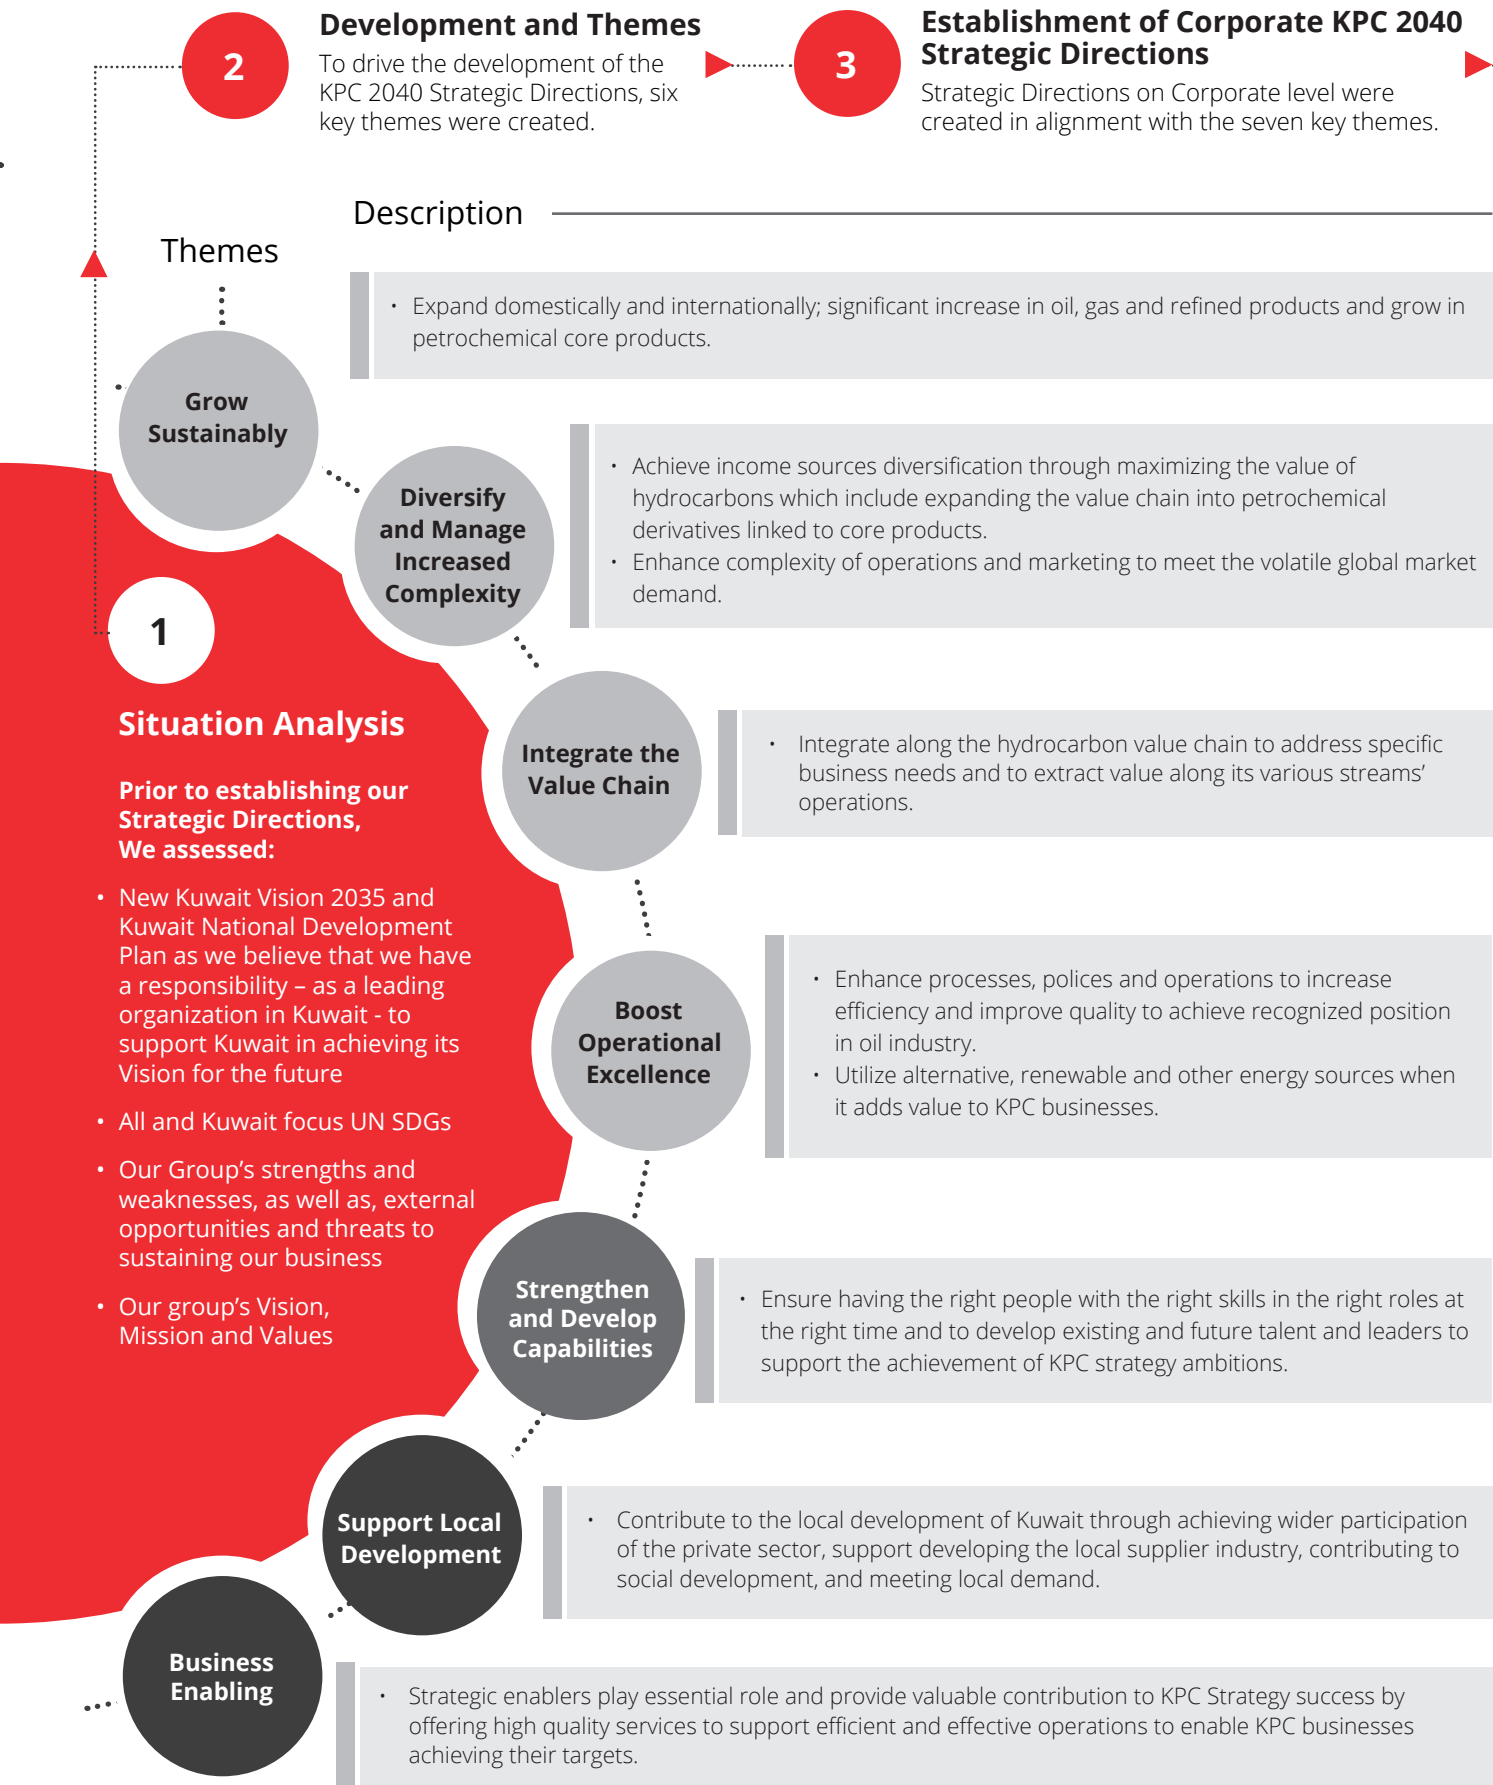 2
Development and Themes
To drive the development of the
KPC 2040 Strategic Directions, six
key themes were created.
3
Establishment of Corporate KPC 2040
Strategic Directions
Strategic Directions on Corporate level were
created in alignment with the seven key themes.
Description
Themes
• Expand domestically and internationally; significant increase in oil, gas and refined products and grow in
petrochemical core products.
Grow
Sustainably
• Achieve income sources diversification through maximizing the value of
hydrocarbons which include expanding the value chain into petrochemical
derivatives linked to core products.
• Enhance complexity of operations and marketing to meet the volatile global market
demand.
Diversify
and Manage
Increased
Complexity
1
Situation Analysis
Prior to establishing our
Strategic Directions,
We assessed:
• New Kuwait Vision 2035 and
Kuwait National Development
Plan as we believe that we have
a responsibility – as a leading
organization in Kuwait - to
support Kuwait in achieving its
Vision for the future
• All and Kuwait focus UN SDGs
• Our Group's strengths and
weaknesses, as well as, external
opportunities and threats to
sustaining our business
• Our group's Vision,
Mission and Values
Integrate the
Value Chain
• Integrate along the hydrocarbon value chain to address specific
business needs and to extract value along its various streams'
operations.
Boost
Operational
Excellence
• Enhance processes, polices and operations to increase
efficiency and improve quality to achieve recognized position
in oil industry.
• Utilize alternative, renewable and other energy sources when
it adds value to KPC businesses.
Strengthen
and Develop
Capabilities
• Ensure having the right people with the right skills in the right roles at
the right time and to develop existing and future talent and leaders to
support the achievement of KPC strategy ambitions.
Support Local
Development
• Contribute to the local development of Kuwait through achieving wider participation
of the private sector, support developing the local supplier industry, contributing to
social development, and meeting local demand.
Business
Enabling
• Strategic enablers play essential role and provide valuable contribution to KPC Strategy success by
offering high quality services to support efficient and effective operations to enable KPC businesses
achieving their targets.